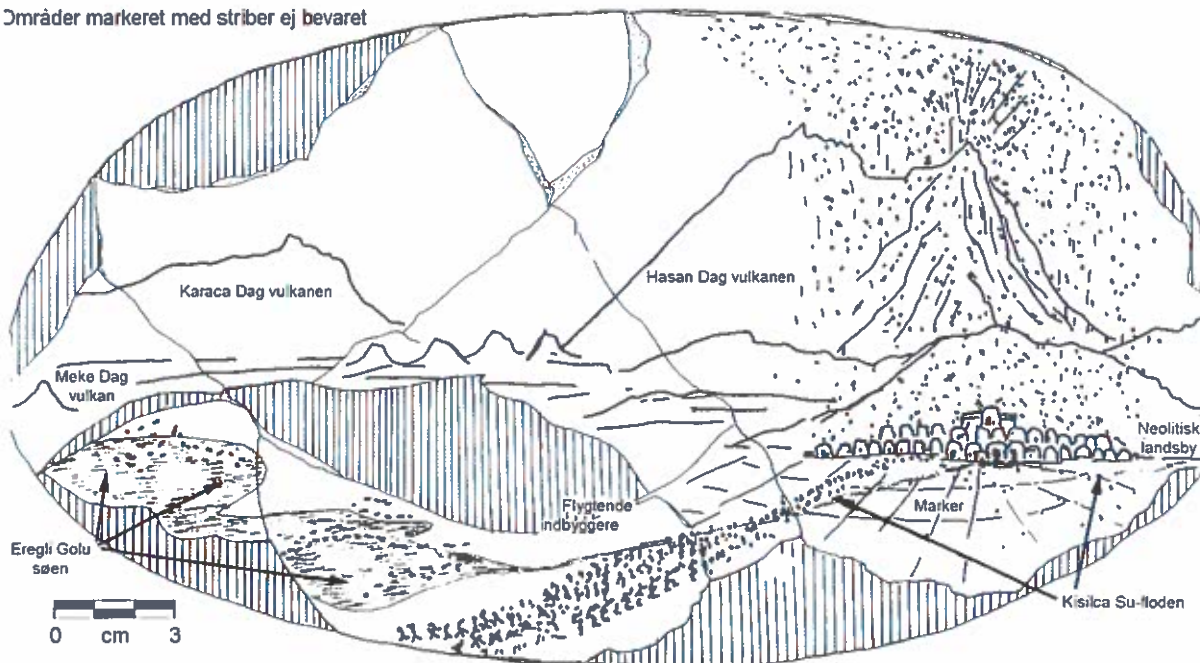 Områder markeret med striber ej bevaret
Karaca Dag vulkanen
Hasan Dag vulkanen
Meke Dag
vulkan
Neolitisk
landsby
Flygtende
indbyggere
Marker
Eregli Golu
søen
Kisilca Su-floden
0 cm 3